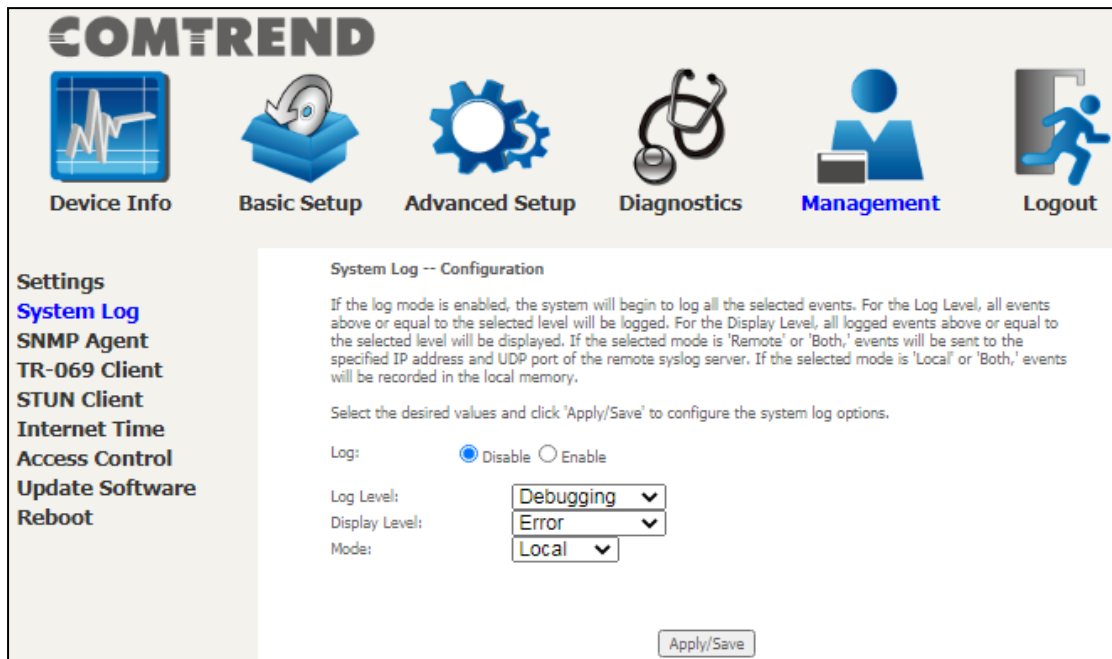 COMTREND
Device Info
Basic Setup
Advanced Setup
Diagnostics
Management
Logout
Settings
System Log
SNMP Agent
TR-069 Client
STUN Client
Internet Time
Access Control
Update Software
Reboot
System Log -- Configuration
If the log mode is enabled, the system will begin to log all the selected events. For the Log Level, all events
above or equal to the selected level will be logged. For the Display Level, all logged events above or equal to
the selected level will be displayed. If the selected mode is 'Remote' or 'Both,' events will be sent to the
specified IP address and UDP port of the remote syslog server. If the selected mode is 'Local' or 'Both,' events
will be recorded in the local memory.
Select the desired values and click 'Apply/Save' to configure the system log options.
Log: Disable Enable
Log Level: Debugging
Display Level: Error
Mode: Local
Apply/Save